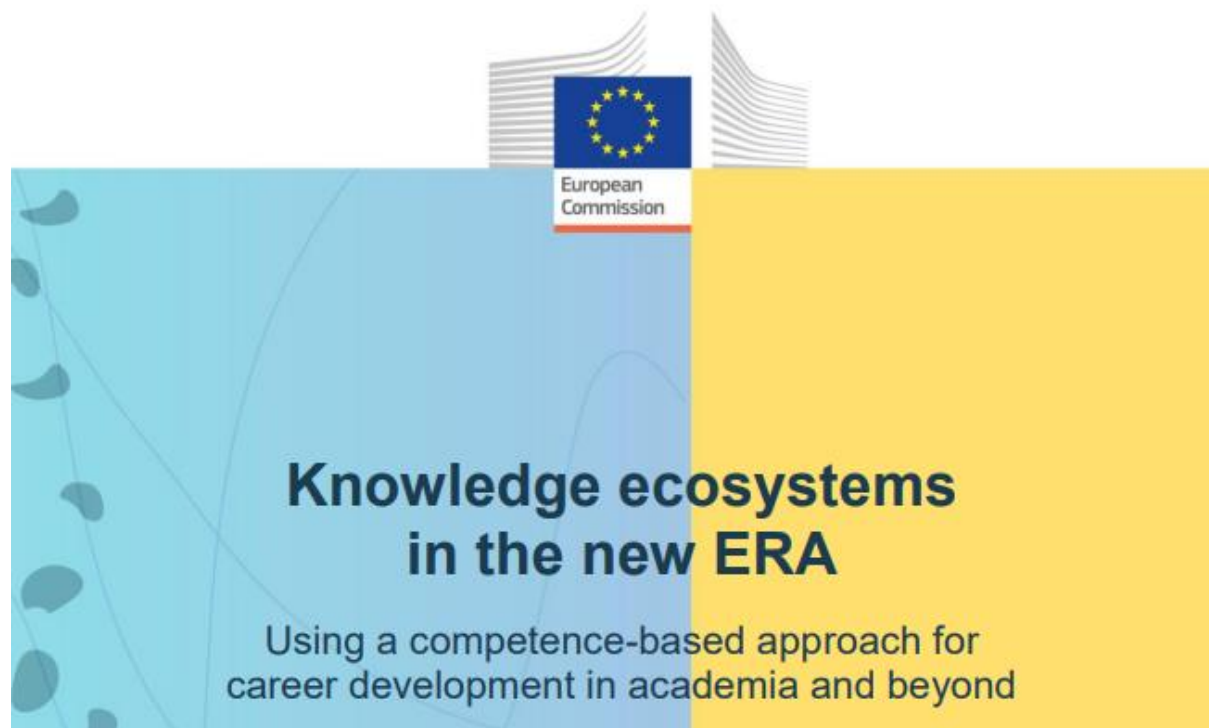 European
Commission
Knowledge ecosystems
in the new ERA
Using a competence-based approach for
career development in academia and beyond